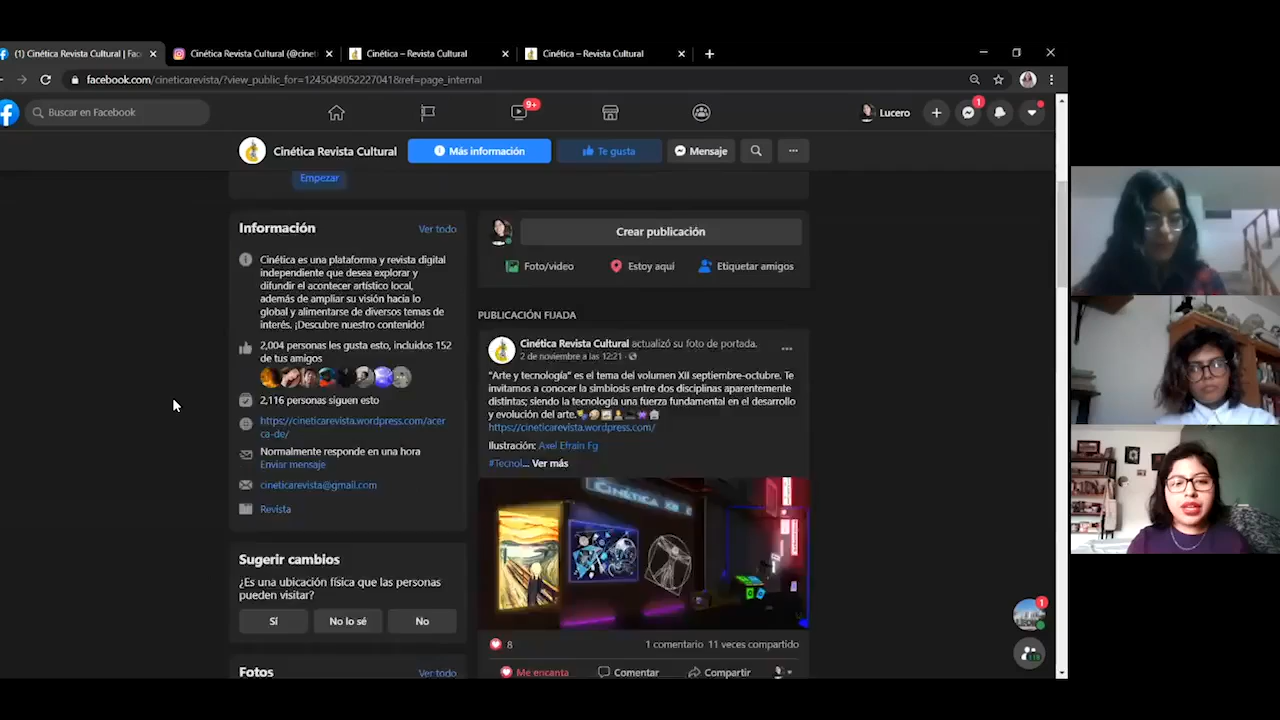 (1) Cinética Revista Cultural | Fac
Cinética Revista Cultural (@cineti
Cinética – Revista Cultural
Cinética – Revista Cultural
facebook.com/cineticarevista/?view_public_for=1245049052227041&ref=page_internal
Buscar en Facebook
9+
Lucero
1
Cinética Revista Cultural
Más información
Te gusta
Mensaje
Empezar
Información
Ver todo
Cinética es una plataforma y revista digital
independiente que desea explorar y
difundir el acontecer artístico local,
además de ampliar su visión hacia lo
global y alimentarse de diversos temas de
interés. ¡Descubre nuestro contenido!
2,004 personas les gusta esto, incluidos 152
de tus amigos
2,116 personas siguen esto
https://cineticarevista.wordpress.com/acer
ca-de/
Normalmente responde en una hora
Enviar mensaje
cineticarevista@gmail.com
Revista
Sugerir cambios
¿Es una ubicación física que las personas
pueden visitar?
Sí
No lo sé
No
Fotos
Ver todo
Crear publicación
Foto/video
Estoy aquí
Etiquetar amigos
PUBLICACIÓN FIJADA
Cinética Revista Cultural actualizó su foto de portada.
2 de noviembre a las 12:21 ·
"Arte y tecnología" es el tema del volumen XII septiembre-octubre. Te
invitamos a conocer la simbiosis entre dos disciplinas aparentemente
distintas; siendo la tecnología una fuerza fundamental en el desarrollo
y evolución del arte.
https://cineticarevista.wordpress.com/
Ilustración: Axel Efraín Fg
#Tecnol... Ver más
CINÉTICA XII
8
1 comentario 11 veces compartido
Me encanta
Comentar
Compartir
1